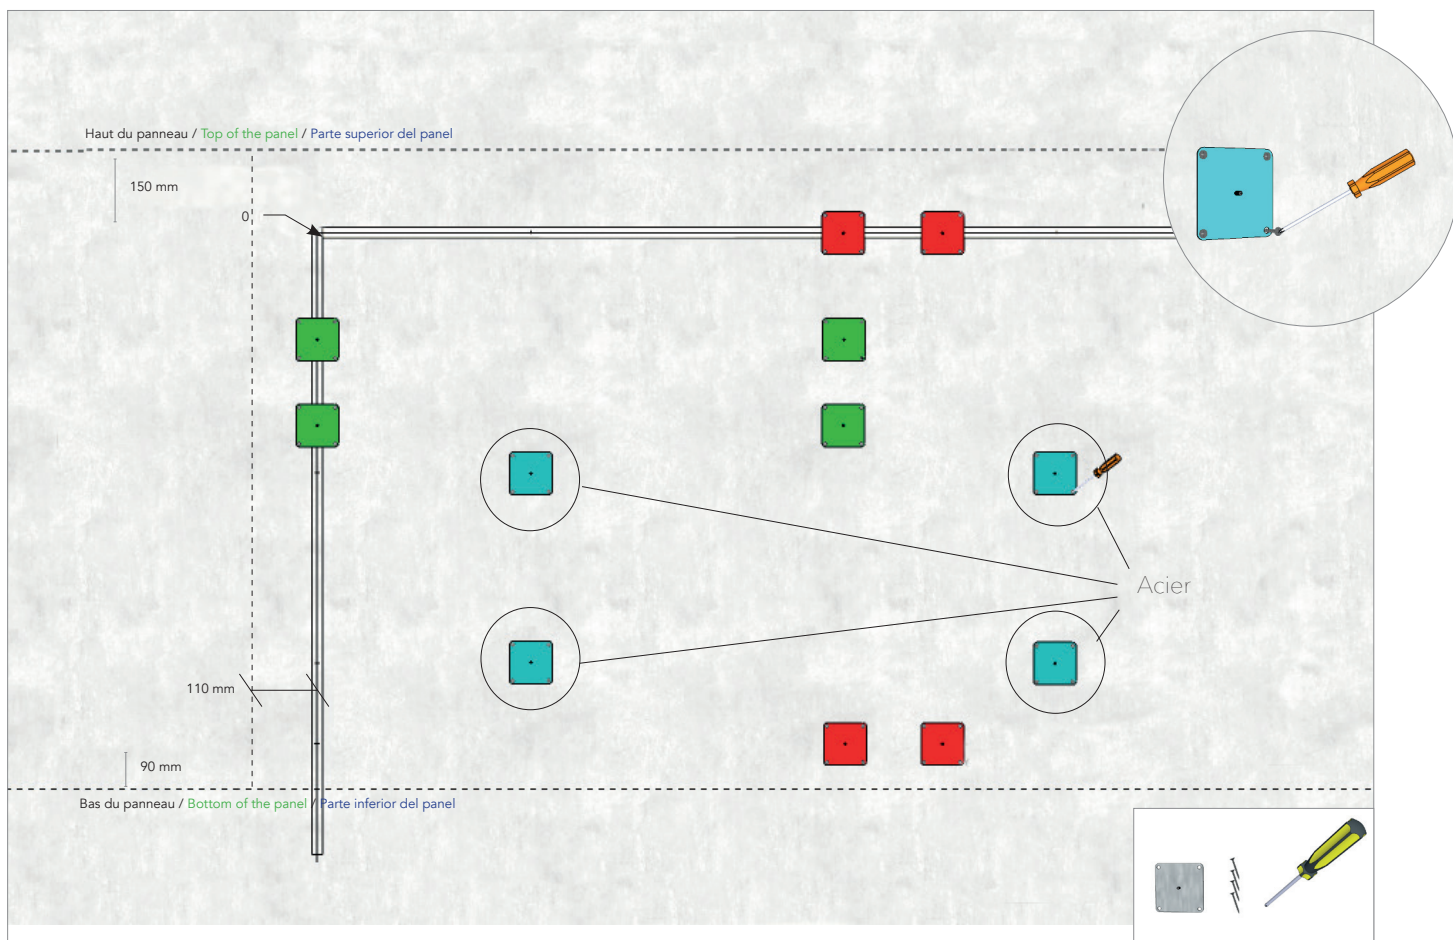 Haut du panneau / Top of the panel / Parte superior del panel
150 mm
0
Acier
110 mm
90 mm
Bas du panneau / Bottom of the panel / Parte inferior del panel